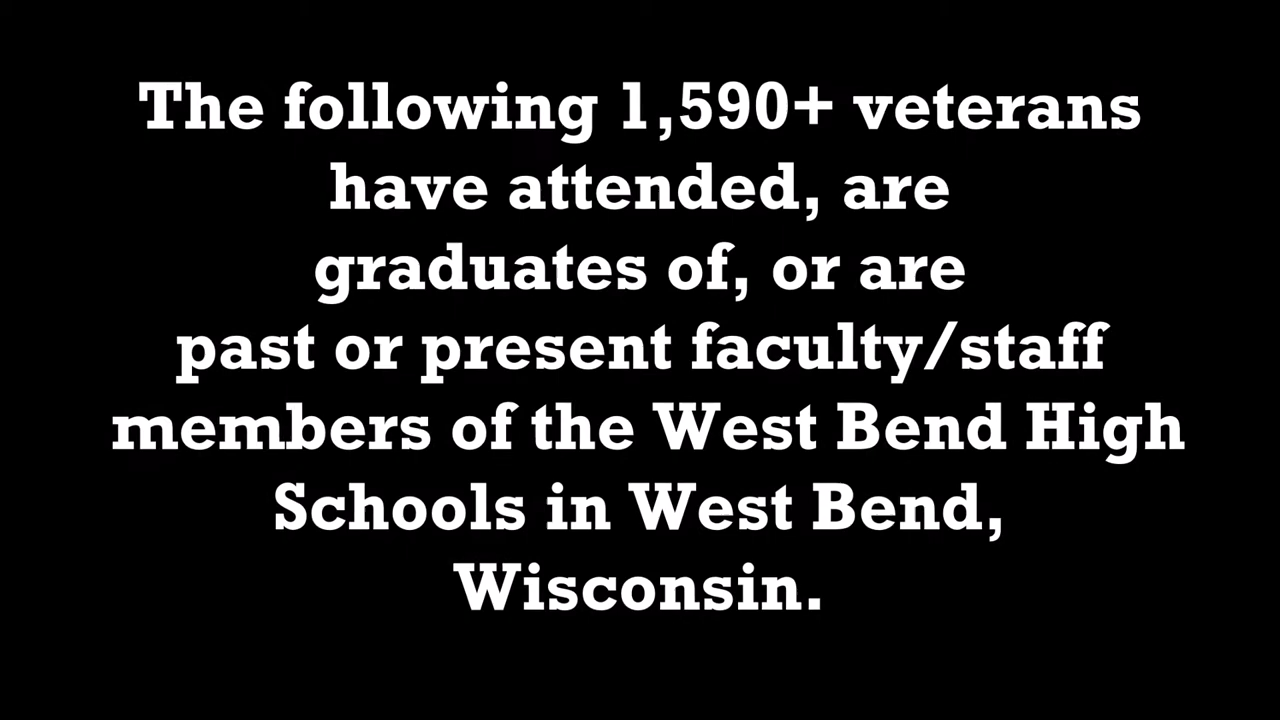 The following 1,590+ veterans
have attended, are
graduates of, or are
past or present faculty/staff
members of the West Bend High
Schools in West Bend,
Wisconsin.